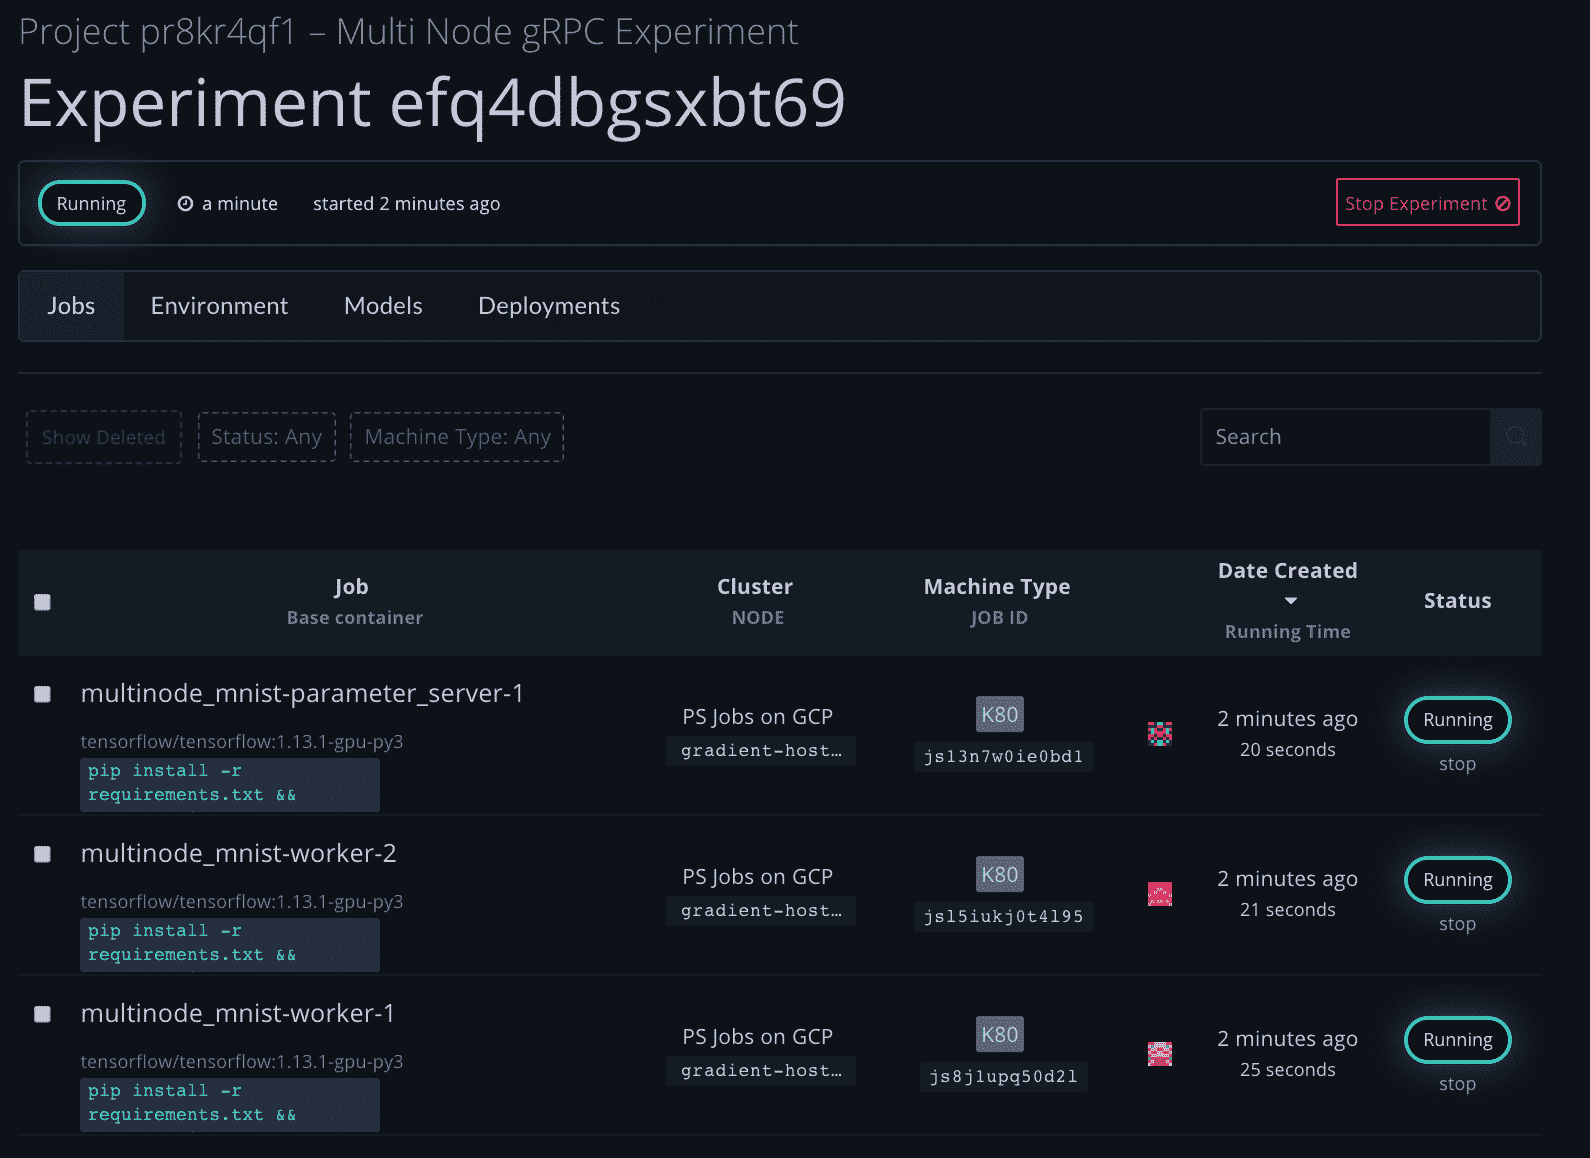 Project pr8kr4qf1 – Multi Node gRPC Experiment
Experiment efq4dbgsxbt69
Running a minute started 2 minutes ago Stop Experiment
Jobs Environment Models Deployments
Show Deleted Status: Any Machine Type: Any Search
Job Cluster Machine Type Date Created Status
Base container NODE JOB ID Running Time
multinode_mnist-parameter_server-1
tensorflow/tensorflow:1.13.1-gpu-py3
pip install -r
requirements.txt &&
PS Jobs on GCP
gradient-host…
K80
jsl3n7w0ie0bdl
2 minutes ago
20 seconds
Running
stop
multinode_mnist-worker-2
tensorflow/tensorflow:1.13.1-gpu-py3
pip install -r
requirements.txt &&
PS Jobs on GCP
gradient-host…
K80
jsl5iukj0t4l95
2 minutes ago
21 seconds
Running
stop
multinode_mnist-worker-1
tensorflow/tensorflow:1.13.1-gpu-py3
pip install -r
requirements.txt &&
PS Jobs on GCP
gradient-host…
K80
js8jlupq50d2l
2 minutes ago
25 seconds
Running
stop